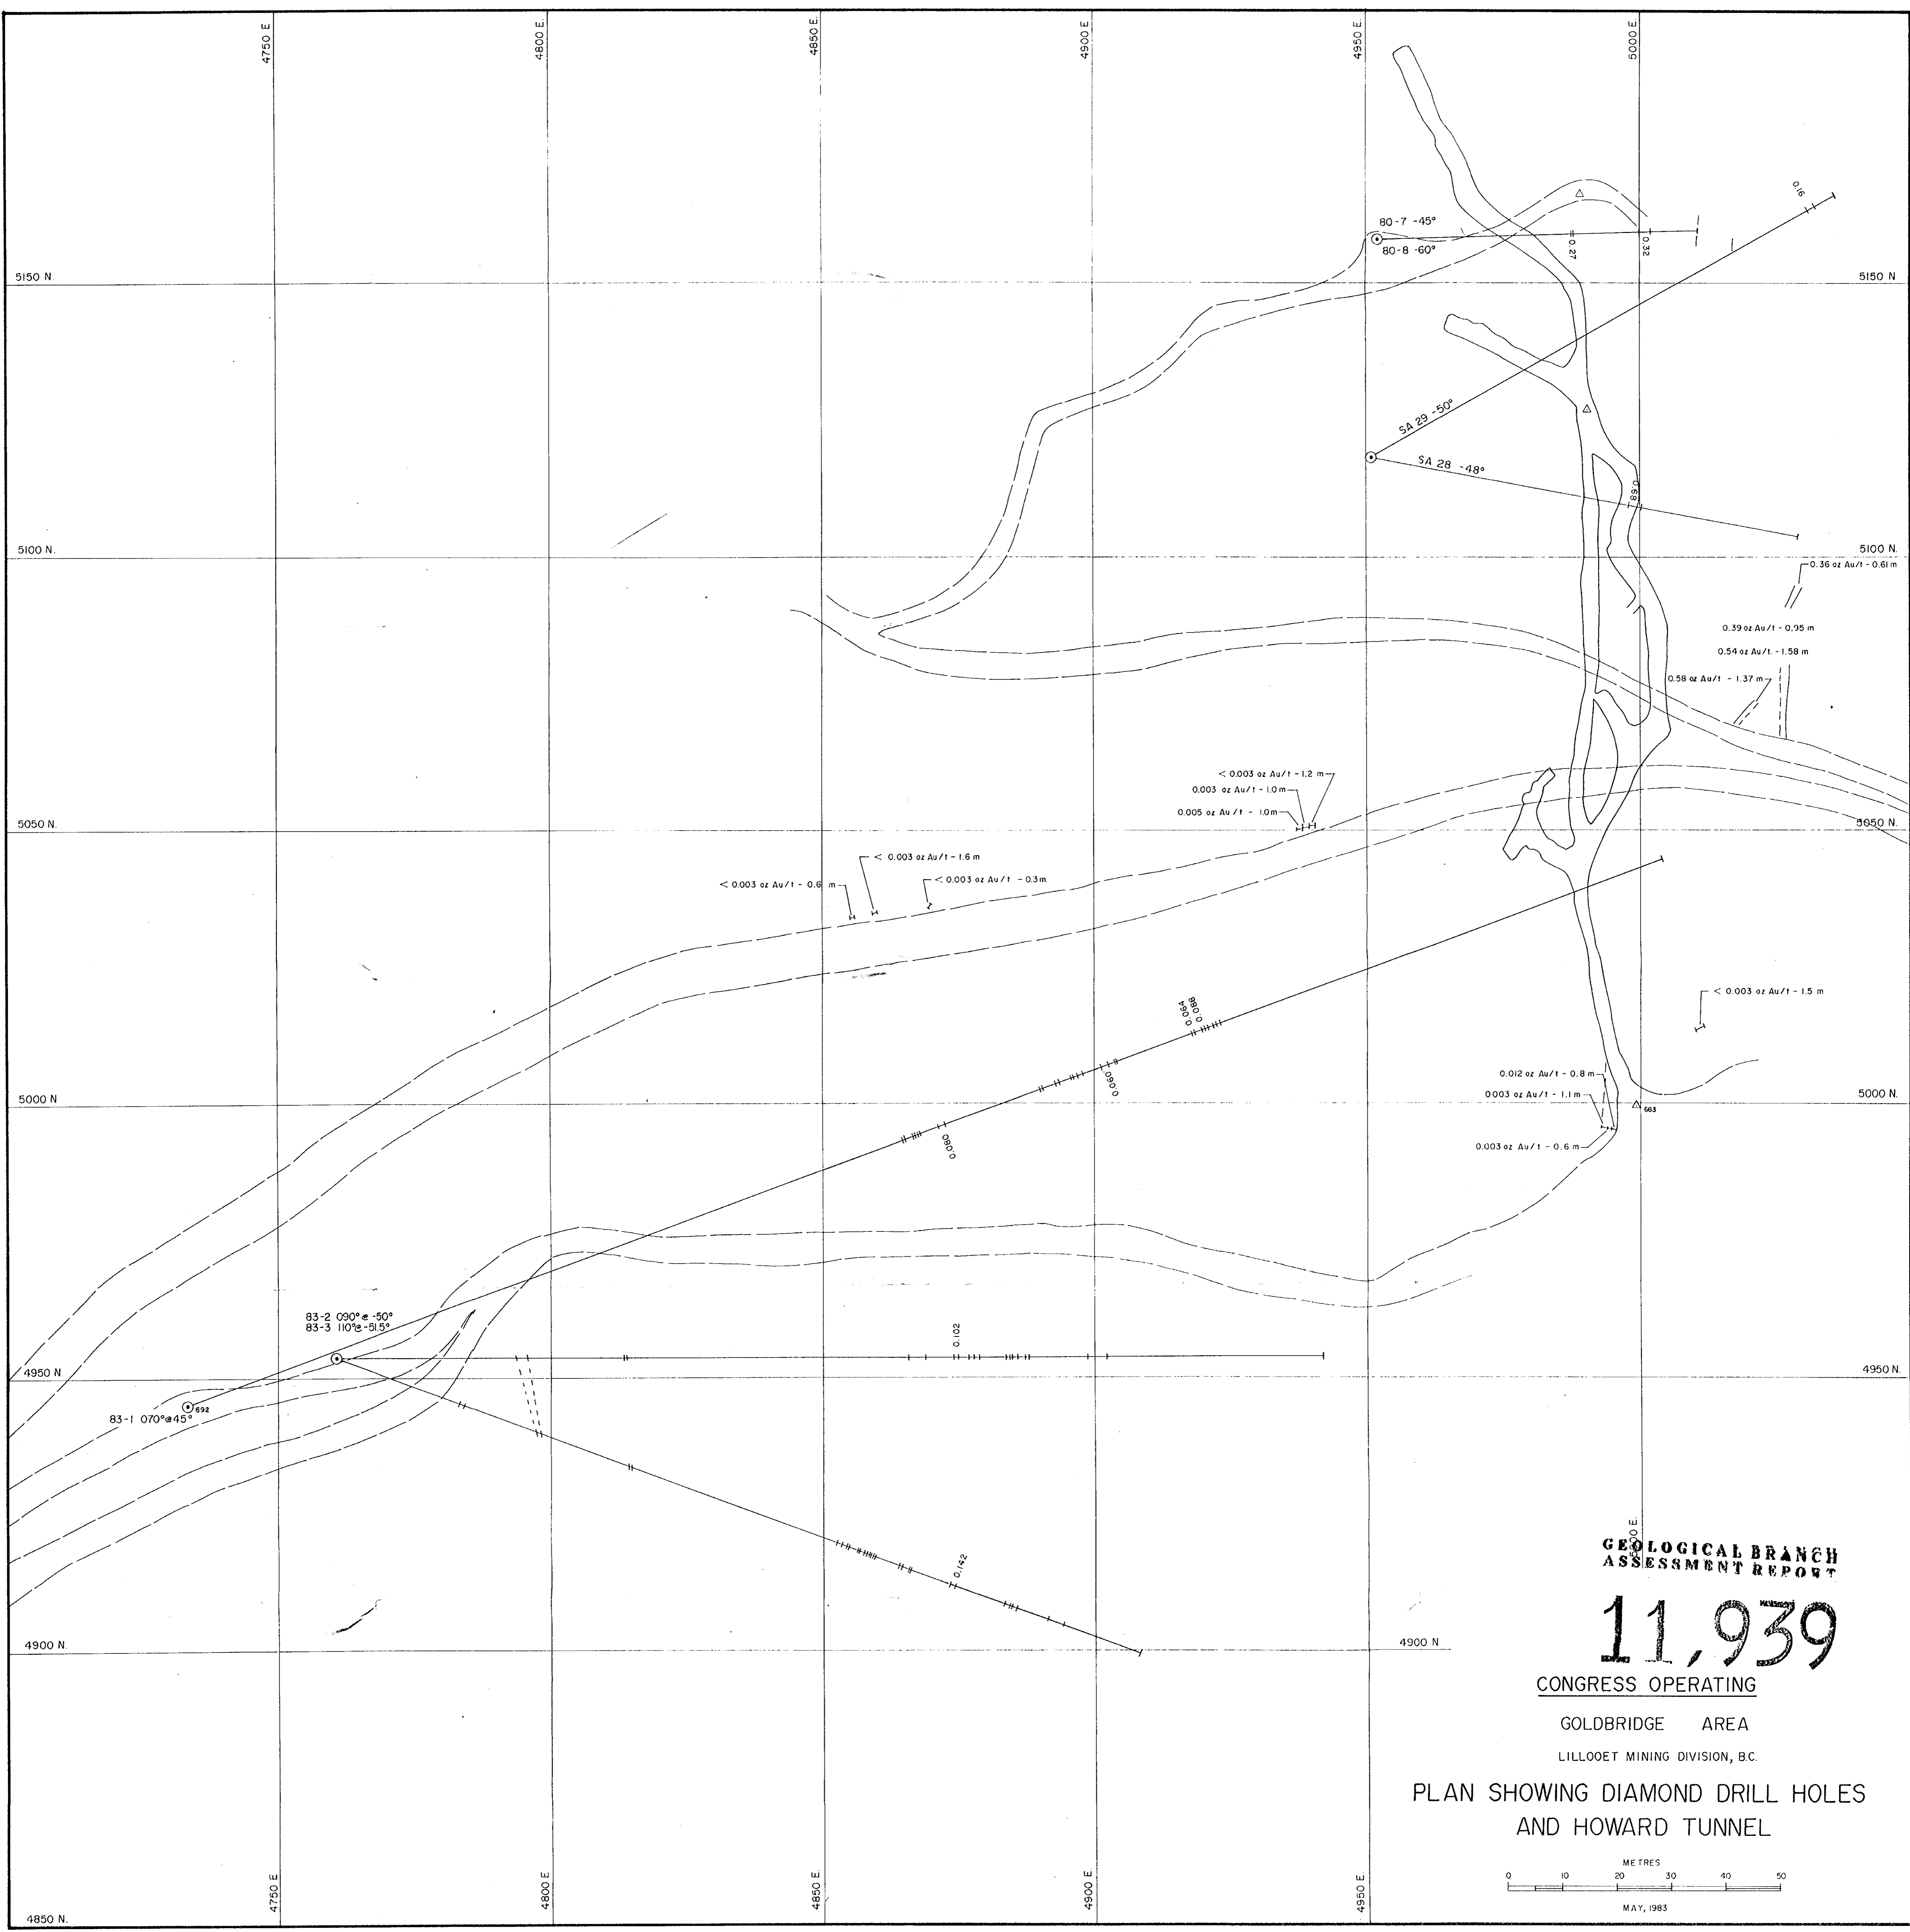 4750 E.
4800 E.
4850 E.
4900 E.
4950 E.
5000 E.
0.16
80-7 -45°
80-8 -60°
0.27
0.32
5150 N.
5150 N
SA 29 -50°
SA 28 -48°
0.58
5100 N.
5100 N.
0.36 oz Au/t - 0.61 m
0.39 oz Au/t - 0.95 m
0.54 oz Au/t. - 1.58 m
0.58 oz Au/t - 1.37 m
< 0.003 oz Au/t - 1.2 m
0.003 oz Au/t - 1.0 m
0.005 oz Au/t - 1.0 m
5050 N.
5050 N.
< 0.003 oz Au/t - 1.6 m
< 0.003 oz Au/t - 0.6 m
< 0.003 oz Au/t - 0.3 m.
0.064
0.088
< 0.003 oz Au/t - 1.5 m
0.060
0.012 oz Au/t - 0.8 m
0.003 oz Au/t - 1.1 m
5000 N
663
5000 N.
0.080
0.003 oz Au/t - 0.6 m
83-2 090° @ -50°
83-3 110° @ -51.5°
0.102
4950 N.
4950 N.
692
83-1 070° @ 45°
0.142
5000 E.
GEOLOGICAL BRANCH
ASSESSMENT REPORT
11,939
4900 N.
4900 N
CONGRESS OPERATING
GOLDBRIDGE AREA
LILLOOET MINING DIVISION, B.C.
PLAN SHOWING DIAMOND DRILL HOLES
AND HOWARD TUNNEL
METRES
0 10 20 30 40 50
MAY, 1983
4750 E.
4800 E.
4850 E.
4900 E.
4950 E.
4850 N.